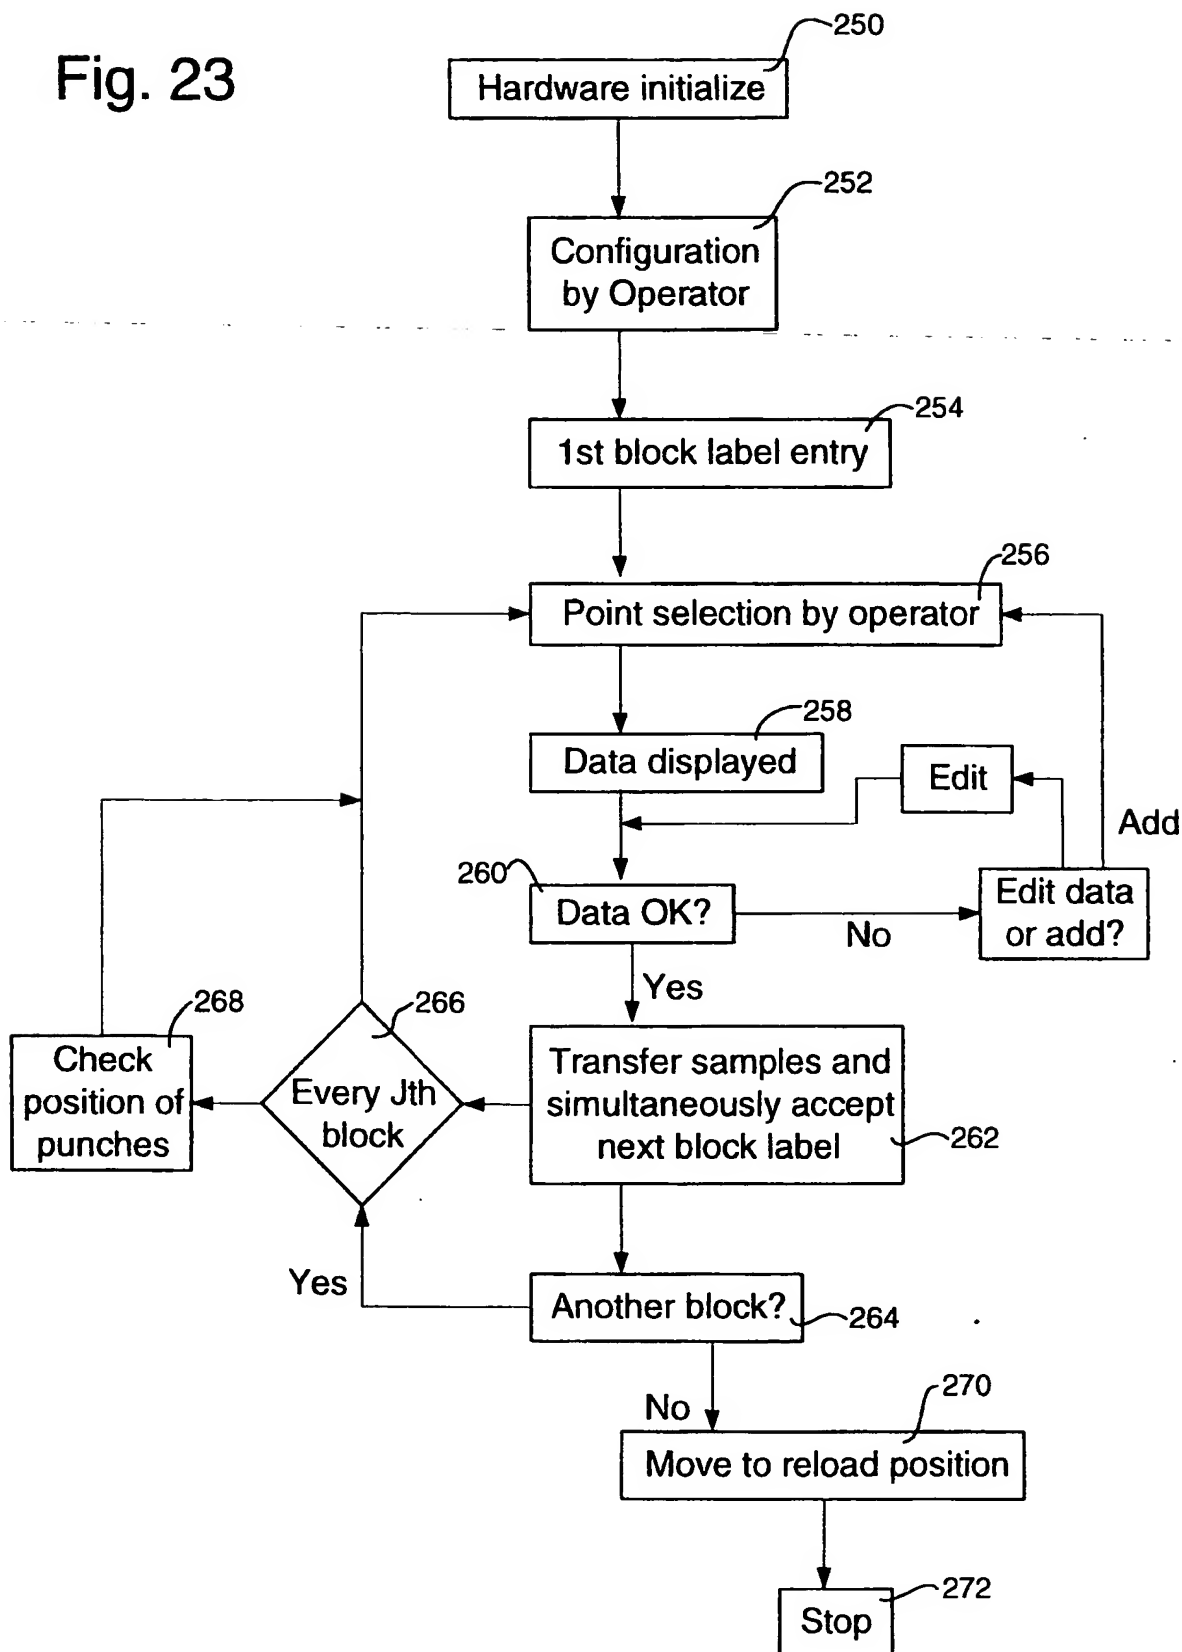 Fig. 23
250
Hardware initialize
252
Configuration
by Operator
254
1st block label entry
256
Point selection by operator
258
Data displayed
Edit
Add
260
Data OK?
No
Edit data
or add?
Yes
268
266
Check
position of
punches
Every Jth
block
Transfer samples and
simultaneously accept
next block label
262
Yes
Another block?
264
No
270
Move to reload position
272
Stop